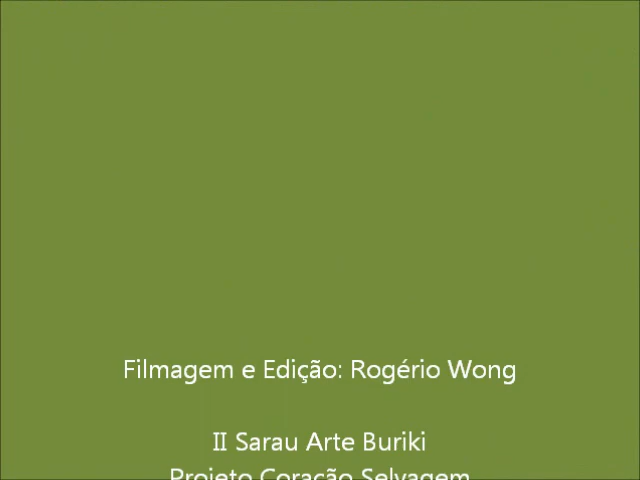 Filmagem e Edição: Rogério Wong
II Sarau Arte Buriki
Projeto Coração Selvagem